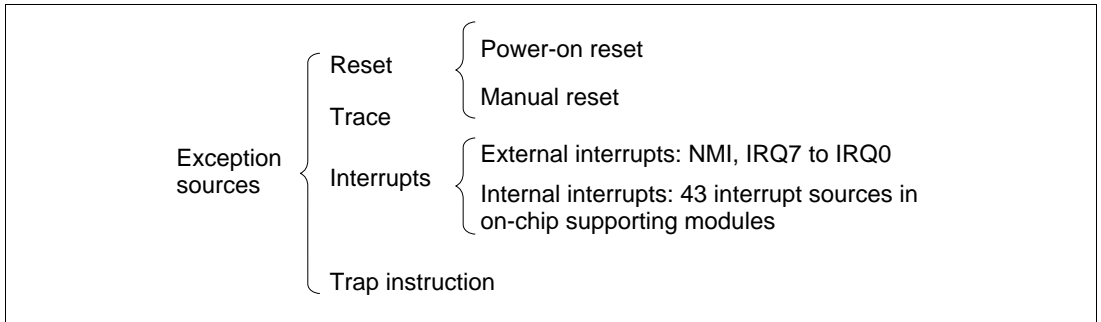 Exception
sources
Reset
Power-on reset
Manual reset
Trace
Interrupts
External interrupts: NMI, IRQ7 to IRQ0
Internal interrupts: 43 interrupt sources in
on-chip supporting modules
Trap instruction